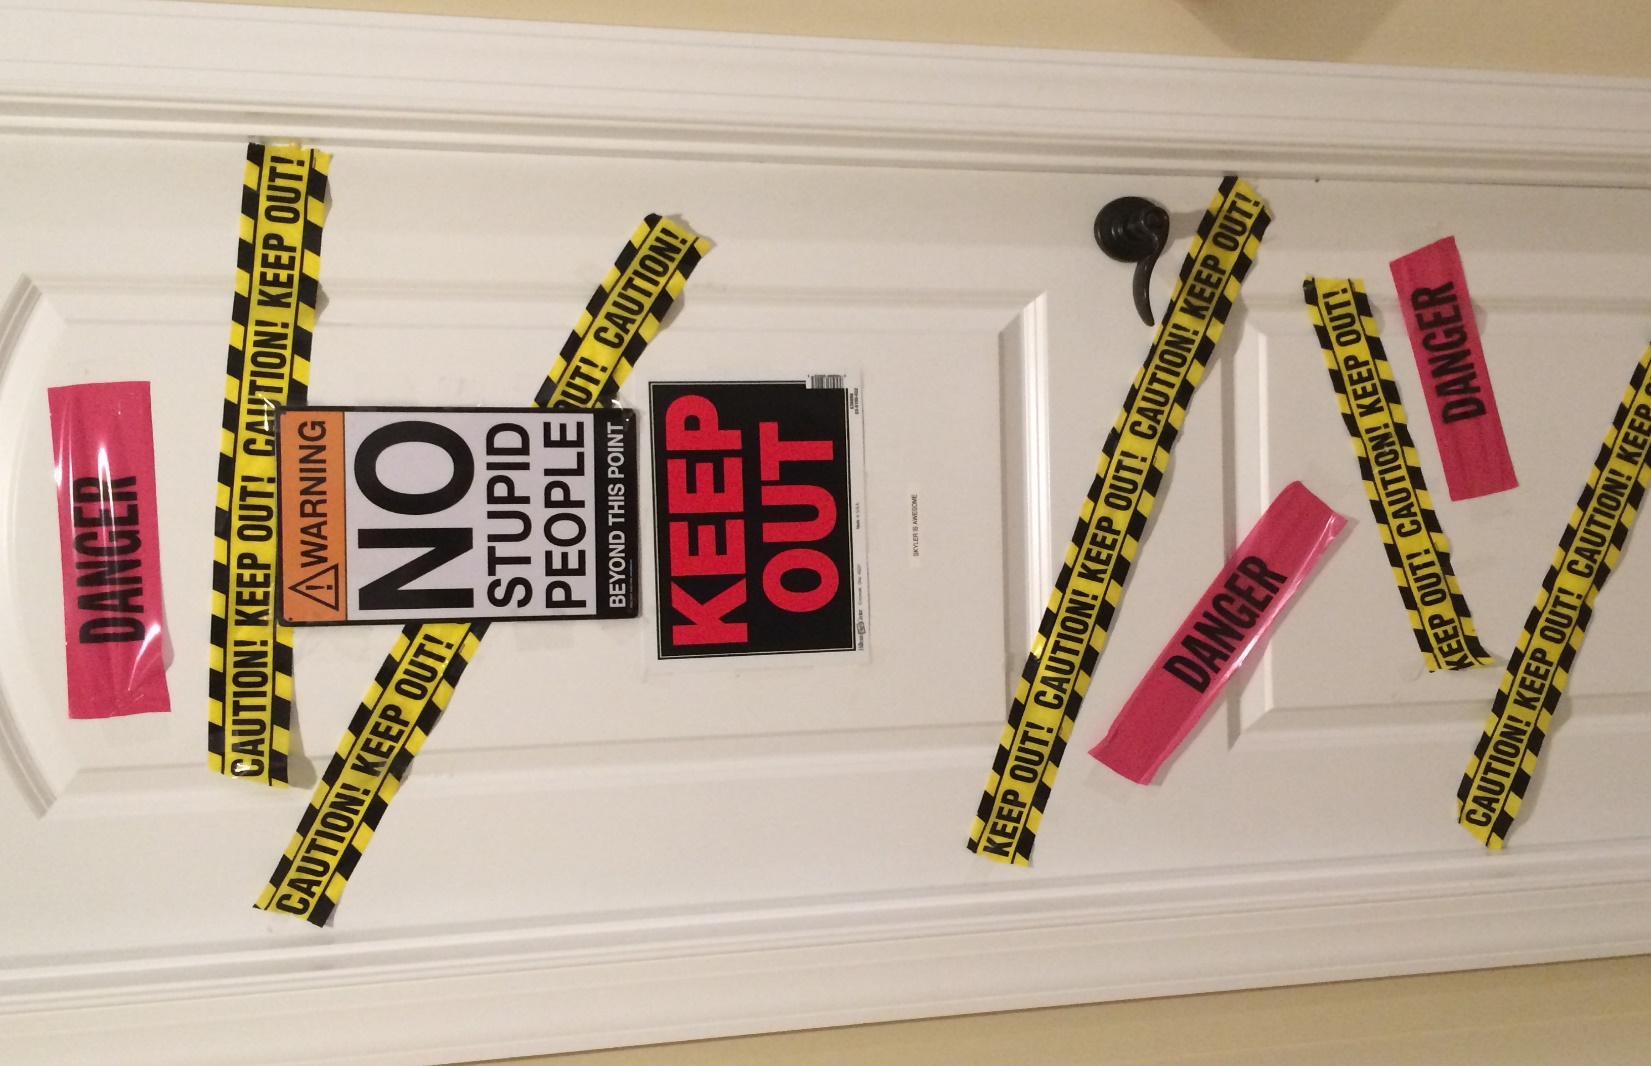 DANGER
CAUTION! KEEP OUT! CAUTION! KEEP OUT!
WARNING
NO
STUPID
PEOPLE
BEYOND THIS POINT
CAUTION! KEEP OUT!
OUT! CAUTION!
KEEP
OUT
SKYLER IS AWESOME
KEEP OUT! CAUTION! KEEP OUT! CAUTION! KEEP OUT!
DANGER
KEEP OUT! CAUTION! KEEP OUT!
DANGER
CAUTION! KEEP OUT! CAUTION! KEEP